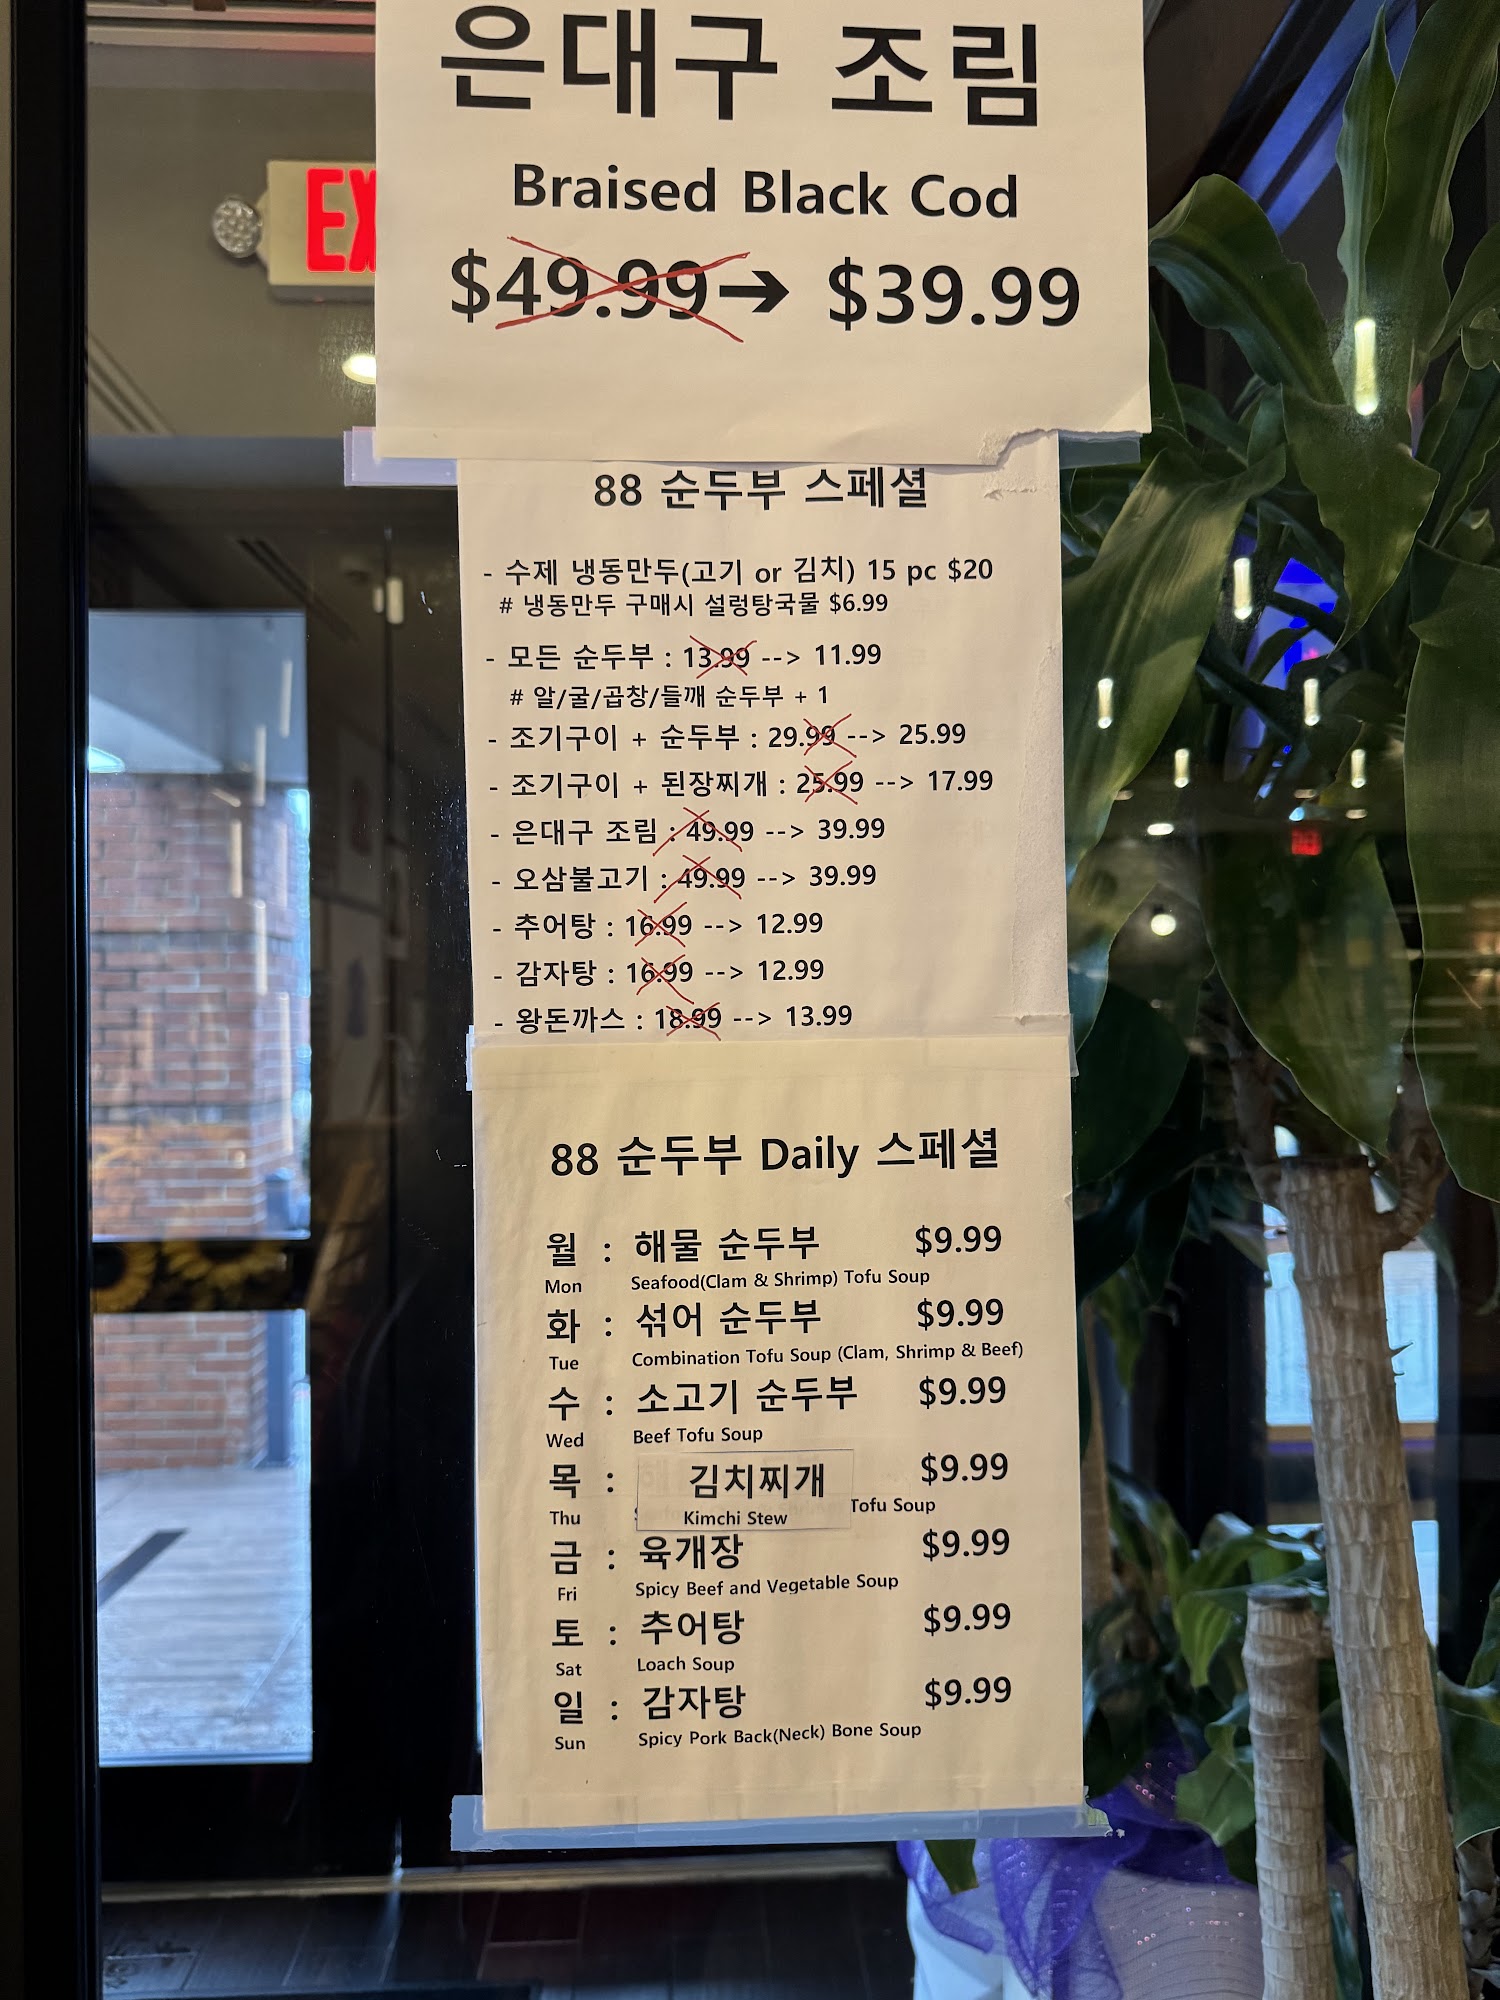 은대구 조림
Braised Black Cod
$49.99→ $39.99
EX
88 순두부 스페셜
- 수제 냉동만두(고기 or 김치) 15 pc $20
# 냉동만두 구매시 설렁탕국물 $6.99
- 모든 순두부 : 13.99 --> 11.99
# 알/굴/곱창/들깨 순두부 + 1
- 조기구이 + 순두부 : 29.99 --> 25.99
- 조기구이 + 된장찌개 : 25.99 --> 17.99
- 은대구 조림 : 49.99 --> 39.99
- 오삼불고기 : 49.99 --> 39.99
- 추어탕 : 16.99 --> 12.99
- 감자탕 : 16.99 --> 12.99
- 왕돈까스 : 18.99 --> 13.99
88 순두부 Daily 스페셜
월 : 해물 순두부 $9.99
Mon Seafood(Clam & Shrimp) Tofu Soup
화 : 섞어 순두부 $9.99
Tue Combination Tofu Soup (Clam, Shrimp & Beef)
수 : 소고기 순두부 $9.99
Wed Beef Tofu Soup
목 : 김치찌개 $9.99
Thu Kimchi Stew Tofu Soup
금 : 육개장 $9.99
Fri Spicy Beef and Vegetable Soup
토 : 추어탕 $9.99
Sat Loach Soup
일 : 감자탕 $9.99
Sun Spicy Pork Back(Neck) Bone Soup